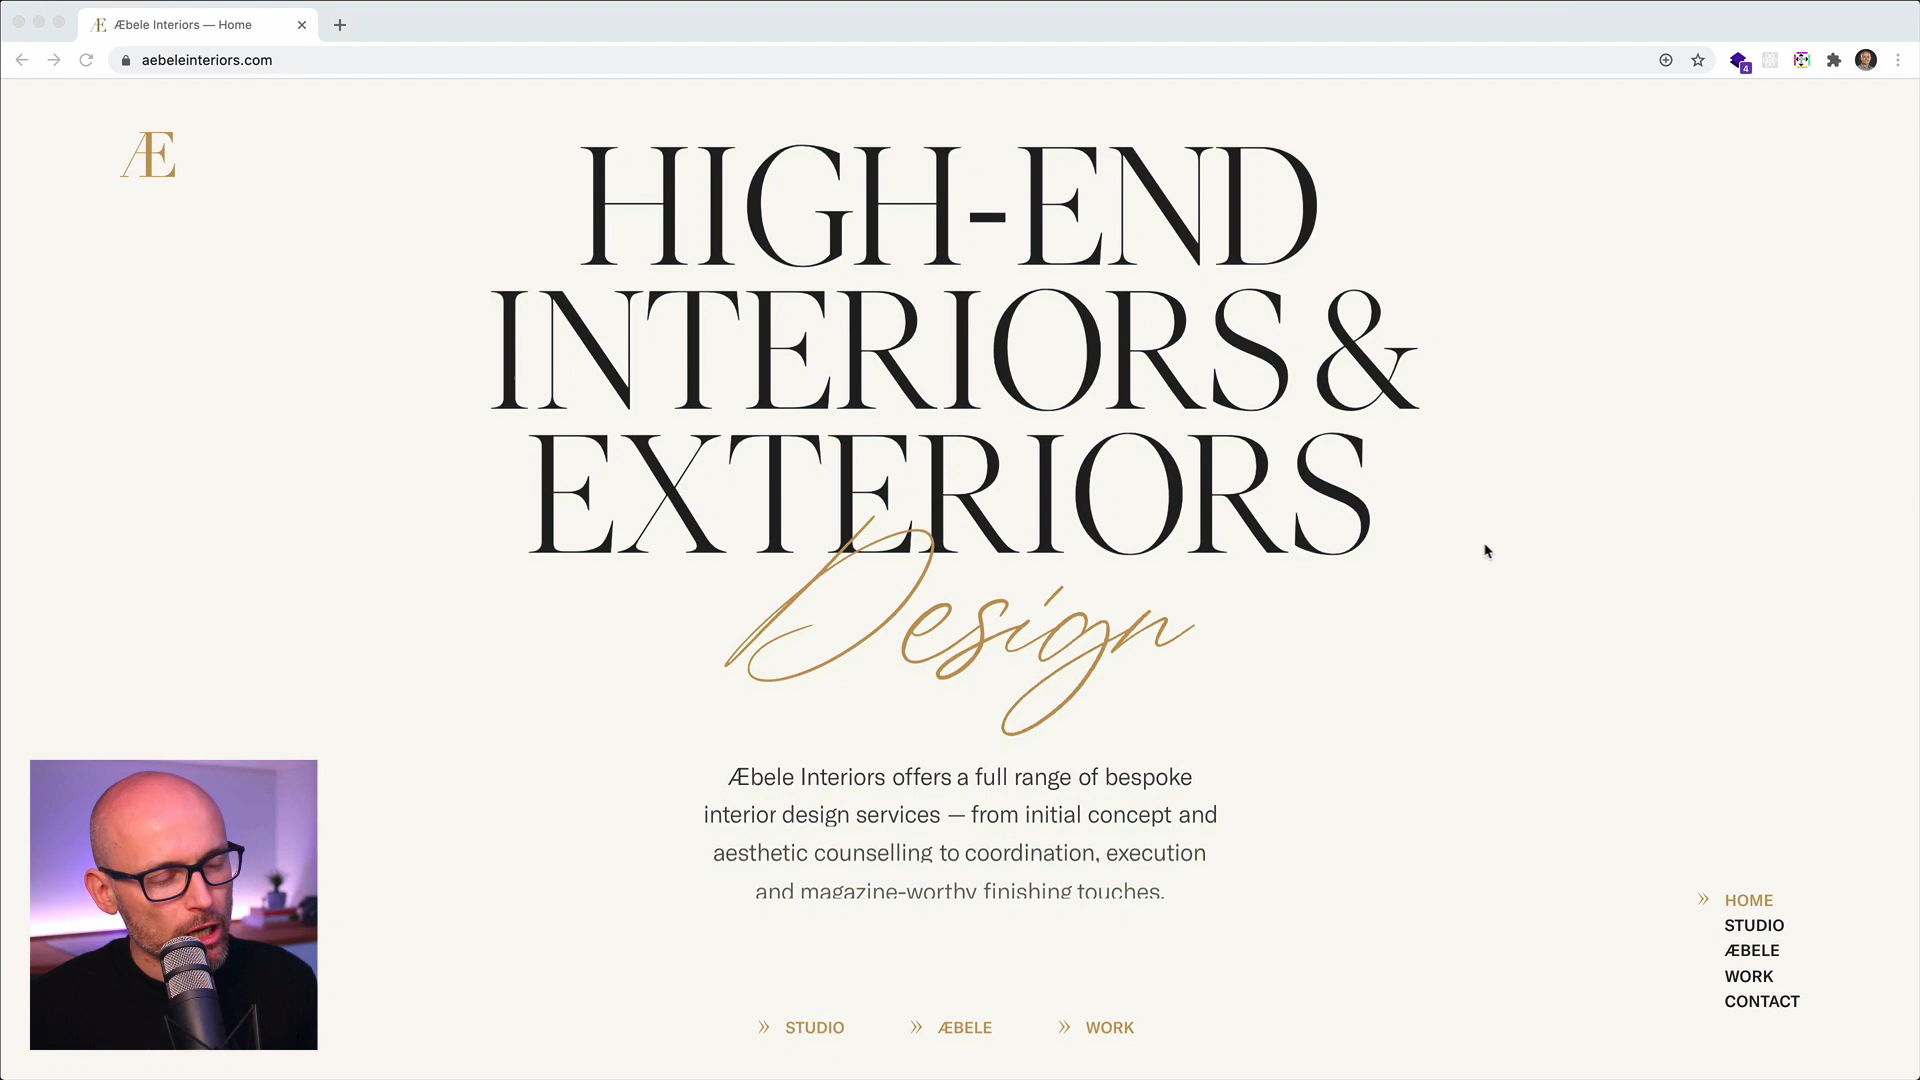 Æbele Interiors — Home
aebeleinteriors.com
4
Æ
HIGH-END
INTERIORS &
EXTERIORS
Design
Æbele Interiors offers a full range of bespoke
interior design services — from initial concept and
aesthetic counselling to coordination, execution
and magazine-worthy finishing touches.
HOME
STUDIO
ÆBELE
WORK
CONTACT
STUDIO ÆBELE WORK